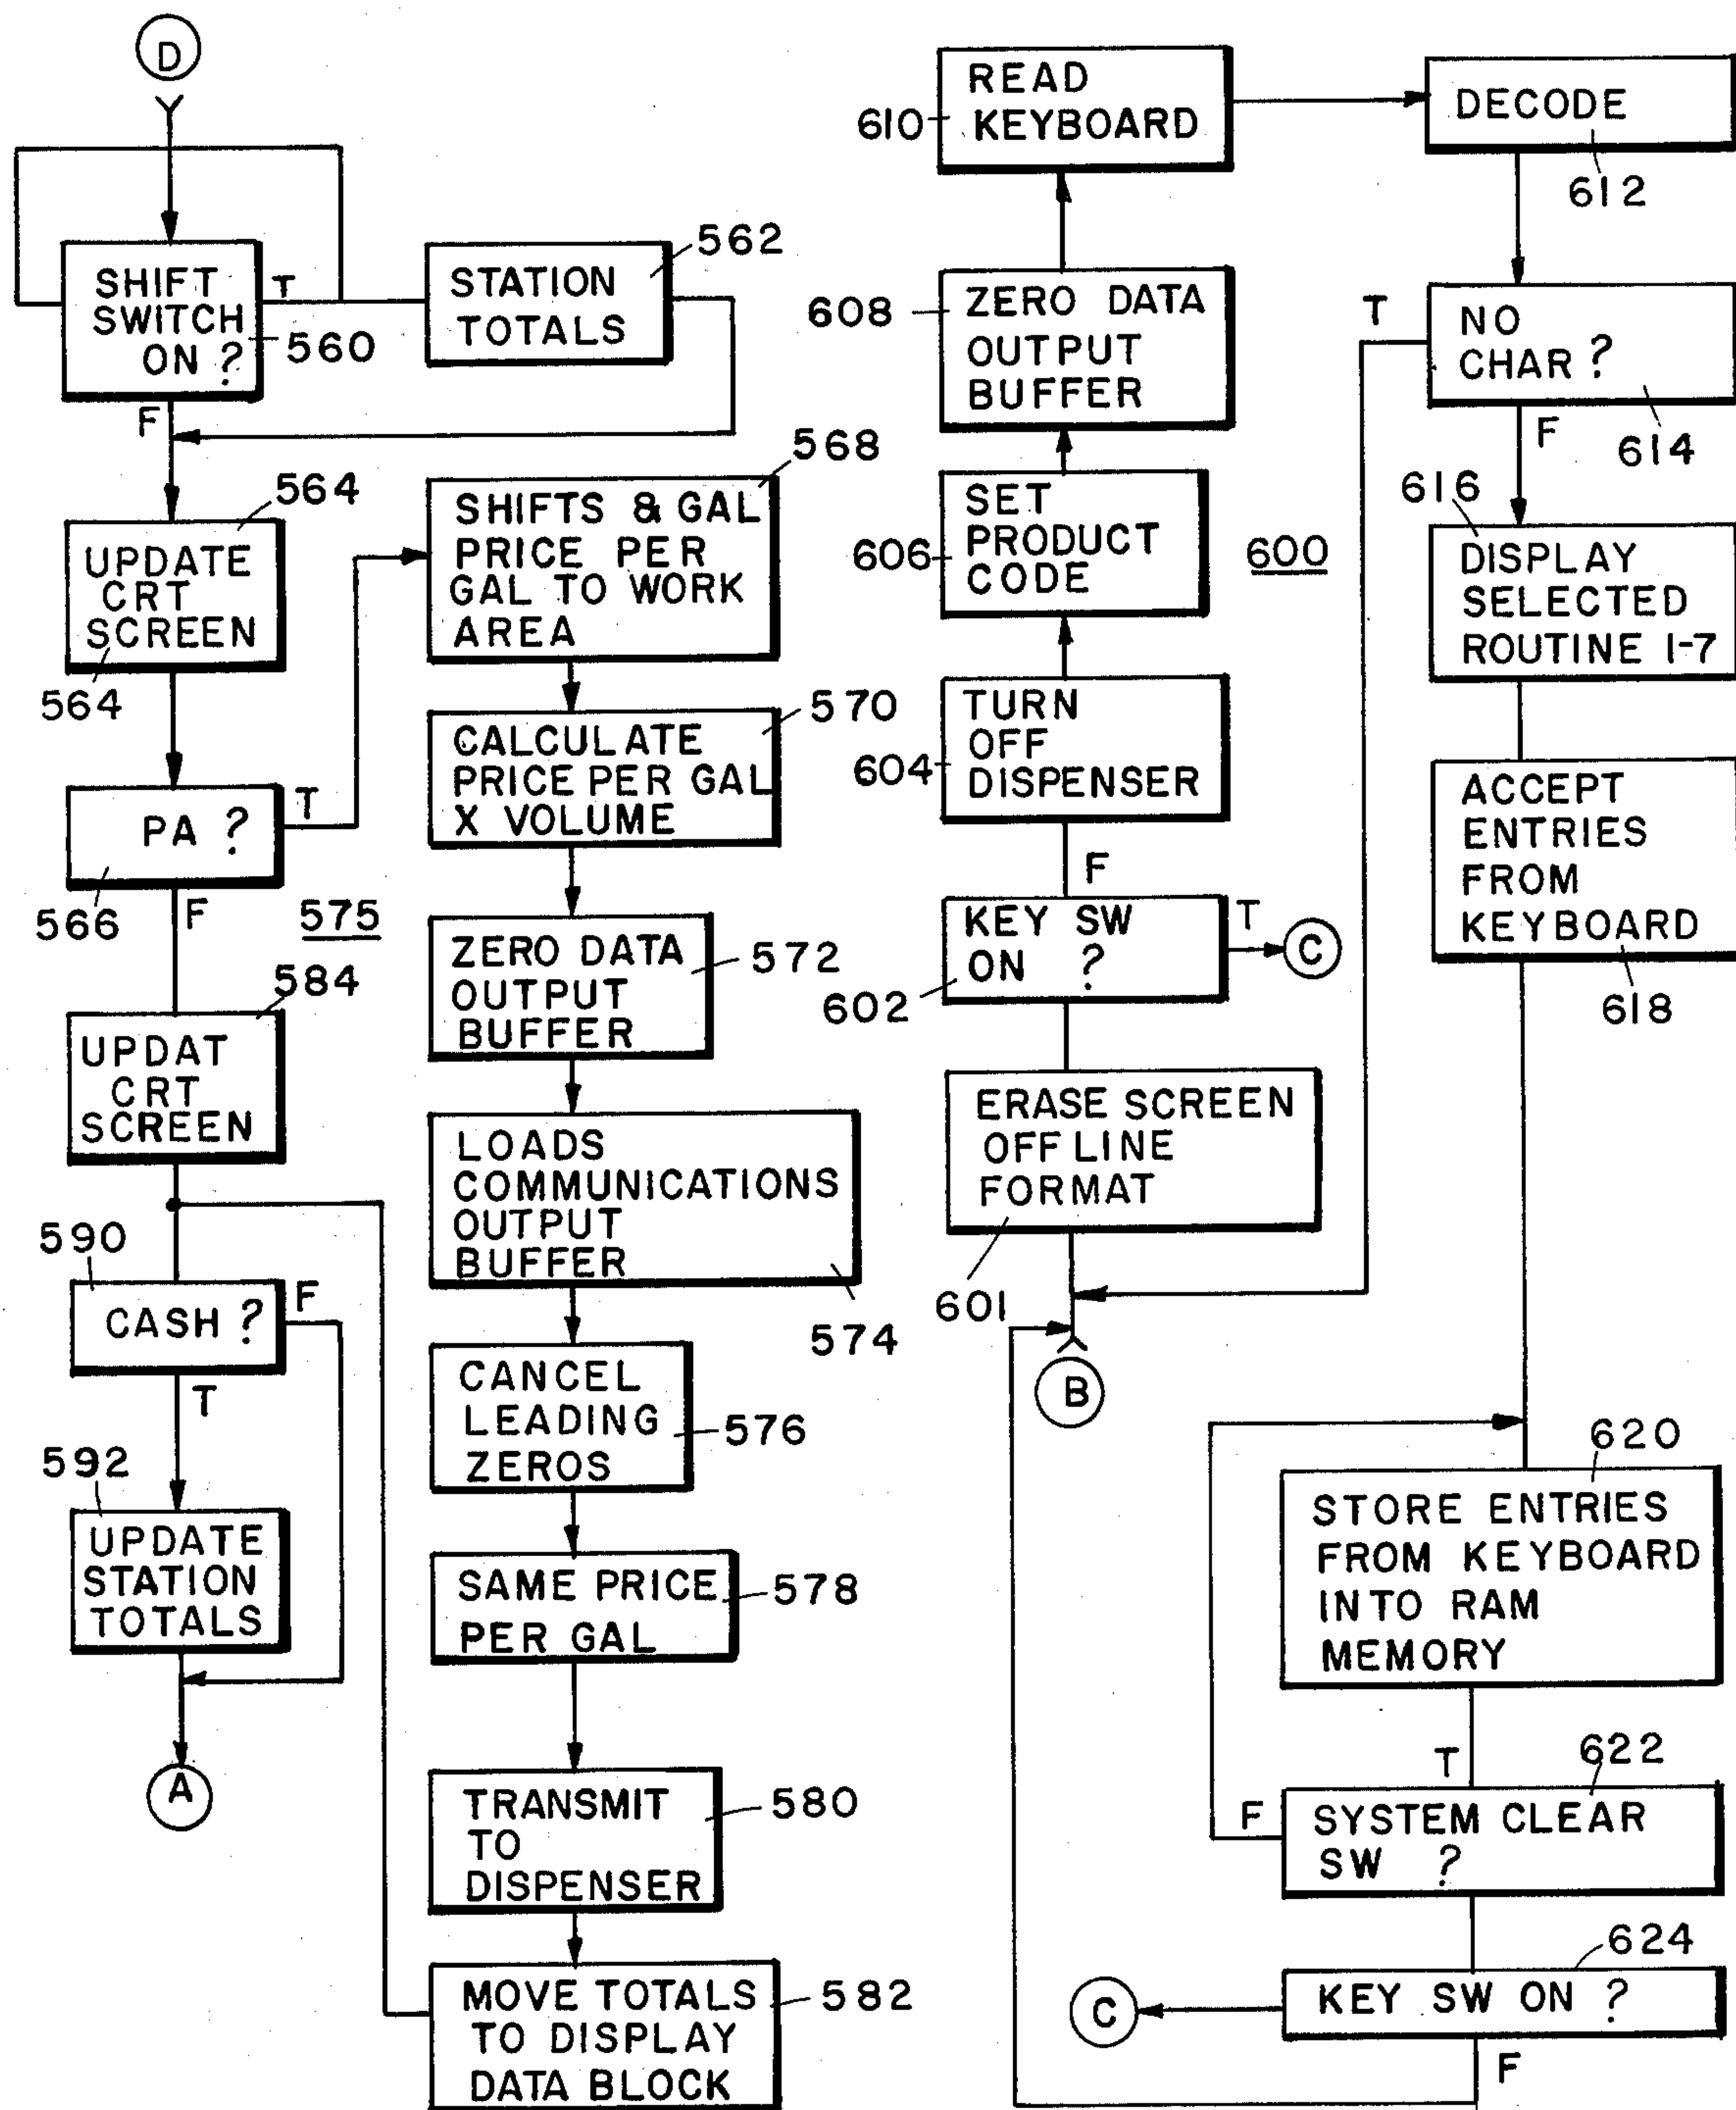 D
SHIFT
SWITCH
ON ?
T
560
F
STATION
TOTALS
562
564
UPDATE
CRT
SCREEN
564
PA ?
T
566
F
575
584
UPDAT
CRT
SCREEN
590
CASH ?
F
T
592
UPDATE
STATION
TOTALS
A
568
SHIFTS & GAL
PRICE PER
GAL TO WORK
AREA
570
CALCULATE
PRICE PER GAL
X VOLUME
ZERO DATA
OUTPUT
BUFFER
572
LOADS
COMMUNICATIONS
OUTPUT
BUFFER
574
CANCEL
LEADING
ZEROS
576
SAME PRICE
PER GAL
578
TRANSMIT
TO
DISPENSER
580
MOVE TOTALS
TO DISPLAY
DATA BLOCK
582
READ
KEYBOARD
610
608
ZERO DATA
OUTPUT
BUFFER
SET
PRODUCT
CODE
606
600
TURN
OFF
DISPENSER
604
F
KEY SW
ON ?
T
C
602
ERASE SCREEN
OFF LINE
FORMAT
601
B
DECODE
612
T
NO
CHAR ?
F
614
616
DISPLAY
SELECTED
ROUTINE 1-7
ACCEPT
ENTRIES
FROM
KEYBOARD
618
620
STORE ENTRIES
FROM KEYBOARD
INTO RAM
MEMORY
T
622
F
SYSTEM CLEAR
SW ?
624
C
KEY SW ON ?
F